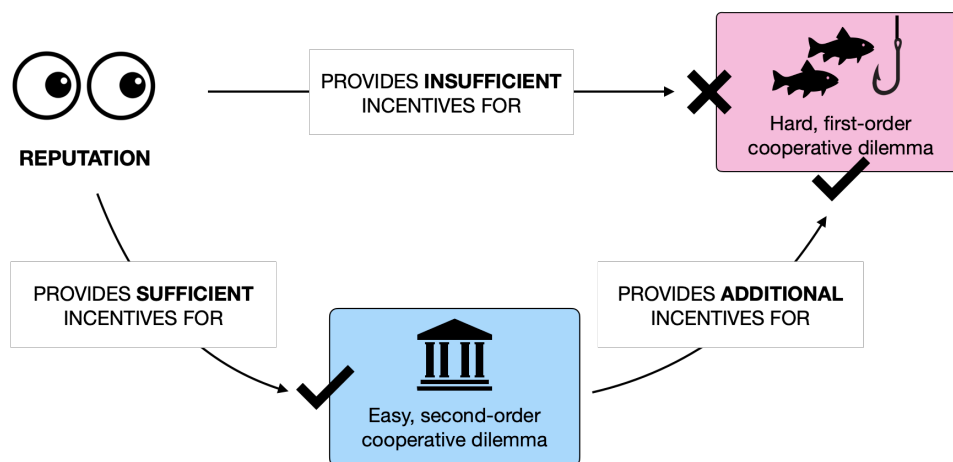 PROVIDES INSUFFICIENT
INCENTIVES FOR
Hard, first-order
cooperative dilemma
REPUTATION
PROVIDES SUFFICIENT
INCENTIVES FOR
PROVIDES ADDITIONAL
INCENTIVES FOR
Easy, second-order
cooperative dilemma